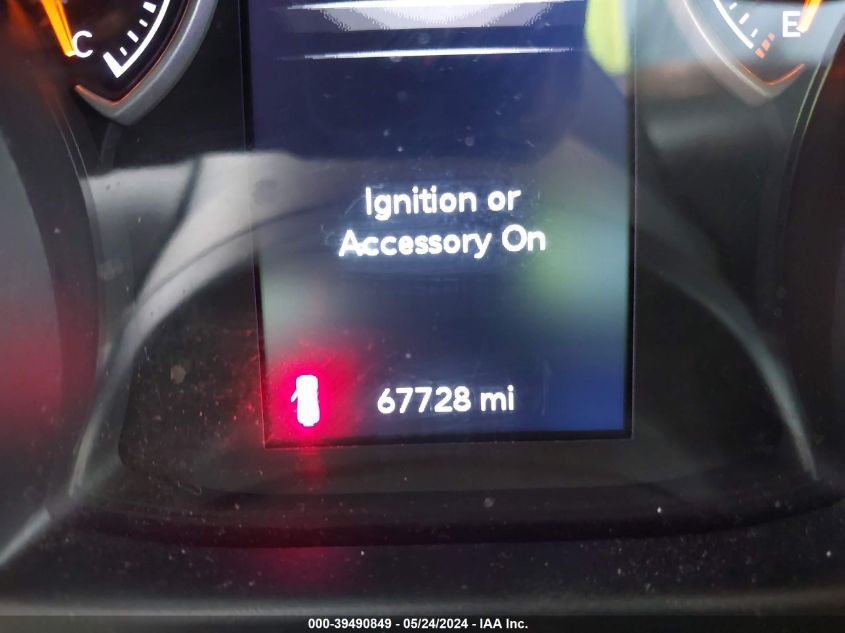 C
E
Ignition or
Accessory On
67728 mi
000-39490849 - 05/24/2024 - IAA Inc.